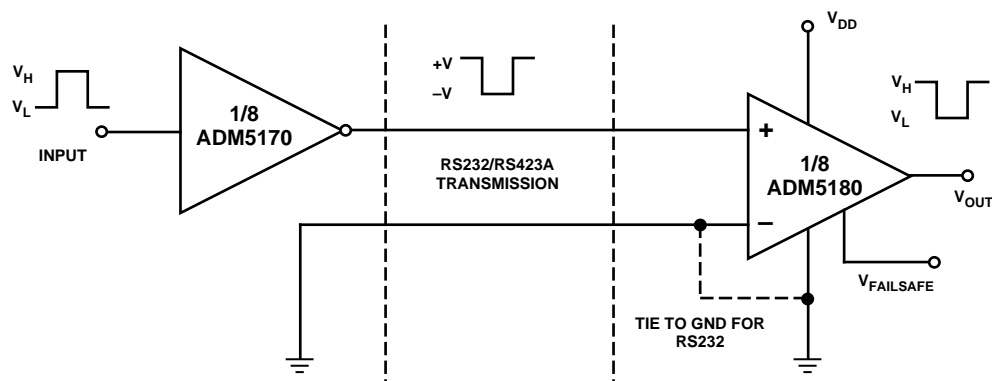 V_H
V_L
INPUT
1/8
ADM5170
+V
–V
RS232/RS423A
TRANSMISSION
V_DD
V_H
V_L
+
–
1/8
ADM5180
V_OUT
V_FAILSAFE
TIE TO GND FOR
RS232